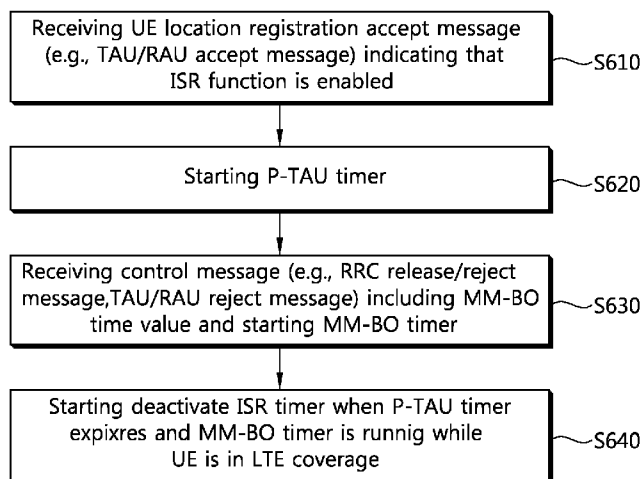 Receiving UE location registration accept message
(e.g., TAU/RAU accept message) indicating that
ISR function is enabled
S610
Starting P-TAU timer
S620
Receiving control message (e.g., RRC release/reject
message,TAU/RAU reject message) including MM-BO
time value and starting MM-BO timer
S630
Starting deactivate ISR timer when P-TAU timer
expixres and MM-BO timer is runnig while
UE is in LTE coverage
S640